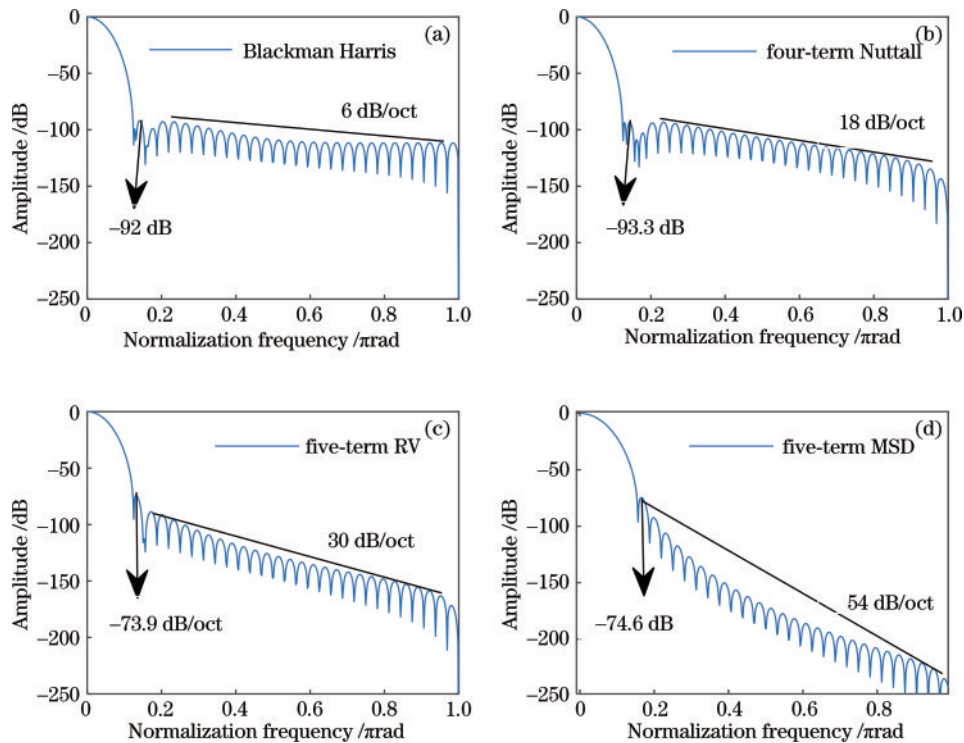 (a)
Blackman Harris
6 dB/oct
−92 dB
0
−50
−100
−150
−200
−250
Amplitude /dB
0 0.2 0.4 0.6 0.8 1.0
Normalization frequency /πrad
(b)
four-term Nuttall
18 dB/oct
−93.3 dB
0
−50
−100
−150
−200
−250
Amplitude /dB
0 0.2 0.4 0.6 0.8 1.0
Normalization frequency /πrad
(c)
five-term RV
30 dB/oct
−73.9 dB/oct
0
−50
−100
−150
−200
−250
Amplitude /dB
0 0.2 0.4 0.6 0.8 1.0
Normalization frequency /πrad
(d)
five-term MSD
54 dB/oct
−74.6 dB
0
−50
−100
−150
−200
−250
Amplitude /dB
0 0.2 0.4 0.6 0.8
Normalization frequency /πrad